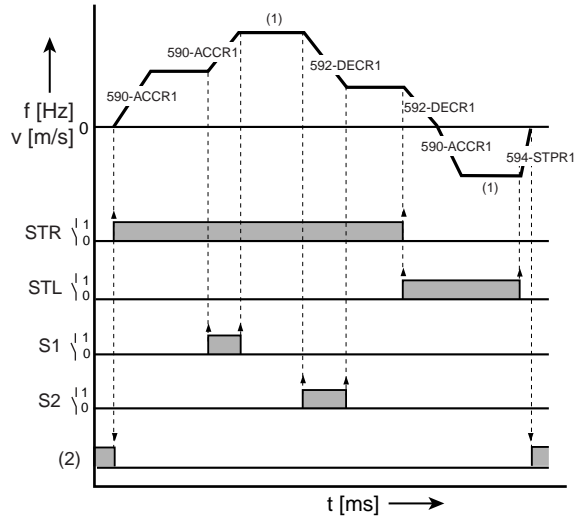 (1)
590-ACCR1
592-DECR1
590-ACCR1
592-DECR1
f [Hz]
v [m/s]
0
590-ACCR1
594-STPR1
(1)
STR 1
0
STL 1
0
S1 1
0
S2 1
0
(2)
t [ms]